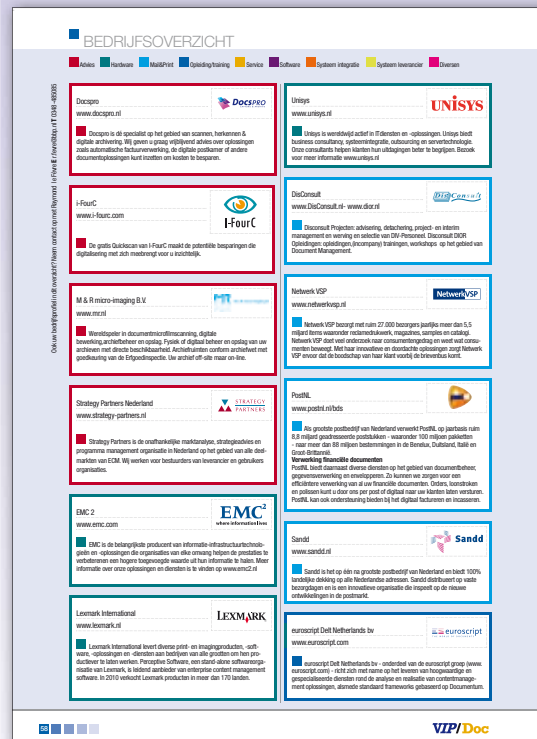 BEDRIJFSOVERZICHT
Advies Hardware Mail&Print Opleiding/training Service Software Systeem integratie Systeem leverancier Diversen
Docspro
www.docspro.nl
DOCSPRO
Docspro is dé specialist op het gebied van scannen, herkennen &
digitale archivering. Wij geven u graag vrijblijvend advies over oplossingen
zoals automatische factuurverwerking, de digitale postkamer of andere
documentoplossingen kunt inzetten om kosten te besparen.
i-FourC
www.i-fourc.com
I-FourC
De gratis Quickscan van I-FourC maakt de potentiële besparingen die
digitalisering met zich meebrengt voor u inzichtelijk.
M & R micro-imaging B.V.
www.mr.nl
Wereldspeler in documentmicrofilmscanning, digitale
bewerking,archiefbeheer en opslag. Fysiek of digitaal beheer en opslag van uw
archieven met directe beschikbaarheid. Archiefruimten conform archiefwet met
goedkeuring van de Erfgoedinspectie. Uw archief off-site maar on-line.
Strategy Partners Nederland
www.strategy-partners.nl
STRATEGY
PARTNERS
Strategy Partners is de onafhankelijke marktanalyse, strategieadvies en
programma management organisatie in Nederland op het gebied van alle deel-
markten van ECM. Wij werken voor bestuurders van leverancier en gebruikers
organisaties.
EMC 2
www.emc.com
EMC²
where information lives
EMC is de belangrijkste producent van informatie-infrastructuurtechnolo-
gieën en -oplossingen die organisaties van elke omvang helpen de prestaties te
verbeteren een hogere toegevoegde waarde uit hun informatie te halen. Meer
informatie over onze oplossingen en diensten is te vinden op www.emc2.nl
Lexmark International
www.lexmark.nl
LEXMARK
Lexmark International levert diverse print- en imagingproducten, -soft-
ware, -oplossingen en -diensten aan bedrijven van alle grootten om hen pro-
ductiever te laten werken. Perceptive Software, een stand-alone softwareorga-
nisatie van Lexmark, is leidend aanbieder van enterprise content management
software. In 2010 verkocht Lexmark producten in meer dan 170 landen.
Unisys
www.unisys.nl
UNISYS
Unisys is wereldwijd actief in ITdiensten en -oplossingen. Unisys biedt
business consultancy, systeemintegratie, outsourcing en servertechnologie.
Onze consultants helpen klanten hun uitdagingen beter te begrijpen. Bezoek
voor meer informatie www.unisys.nl
DisConsult
www.DisConsult.nl- www.dior.nl
DisConsult
Disconsult Projecten: advisering, detachering, project- en interim
management en werving en selectie van DIV-Personeel. Disconsult DIOR
Opleidingen: opleidingen,(incompany) trainingen, workshops op het gebied van
Document Management.
Netwerk VSP
www.netwerkvsp.nl
NetwerkVSP
Netwerk VSP bezorgt met ruim 27.000 bezorgers jaarlijks meer dan 5,5
miljard items waaronder reclamedrukwerk, magazines, samples en catalogi.
Netwerk VSP doet veel onderzoek naar consumentengedrag en weet wat consu-
menten beweegt. Met haar innovatieve en doordachte oplossingen zorgt Netwerk
VSP ervoor dat de boodschap van haar klant voorbij de brievenbus komt.
PostNL
www.postnl.nl/bds
Als grootste postbedrijf van Nederland verwerkt PostNL op jaarbasis ruim
8,8 miljard geadresseerde poststukken - waaronder 100 miljoen pakketten
- naar meer dan 88 miljoen bestemmingen in de Benelux, Duitsland, Italië en
Groot-Brittannië.
Verwerking financiële documenten
PostNL biedt daarnaast diverse diensten op het gebied van documentbeheer,
gegevensverwerking en envelopperen. Zo kunnen we zorgen voor een
efficiëntere verwerking van al uw financiële documenten. Orders, loonstroken
en polissen kunt u door ons per post of digitaal naar uw klanten laten versturen.
PostNL kan ook ondersteuning bieden bij het digitaal factureren en incasseren.
Sandd
www.sandd.nl
Sandd
Sandd is het op één na grootste postbedrijf van Nederland en biedt 100%
landelijke dekking op alle Nederlandse adressen. Sandd distribueert op vaste
bezorgdagen en is een innovatieve organisatie die inspeelt op de nieuwe
ontwikkelingen in de postmarkt.
euroscript Delt Netherlands bv
www.euroscript.com
euroscript
euroscript Delt Netherlands bv - onderdeel van de euroscript groep (www.
euroscript.com) - richt zich met name op het leveren van hoogwaardige en
gespecialiseerde diensten rond de analyse en realisatie van contentmanage-
ment oplossingen, alsmede standaard frameworks gebaseerd op Documentum.
Ook uw bedrijfsprofiel in dit overzicht? Neem contact op met Raymond
58
VIP/Doc